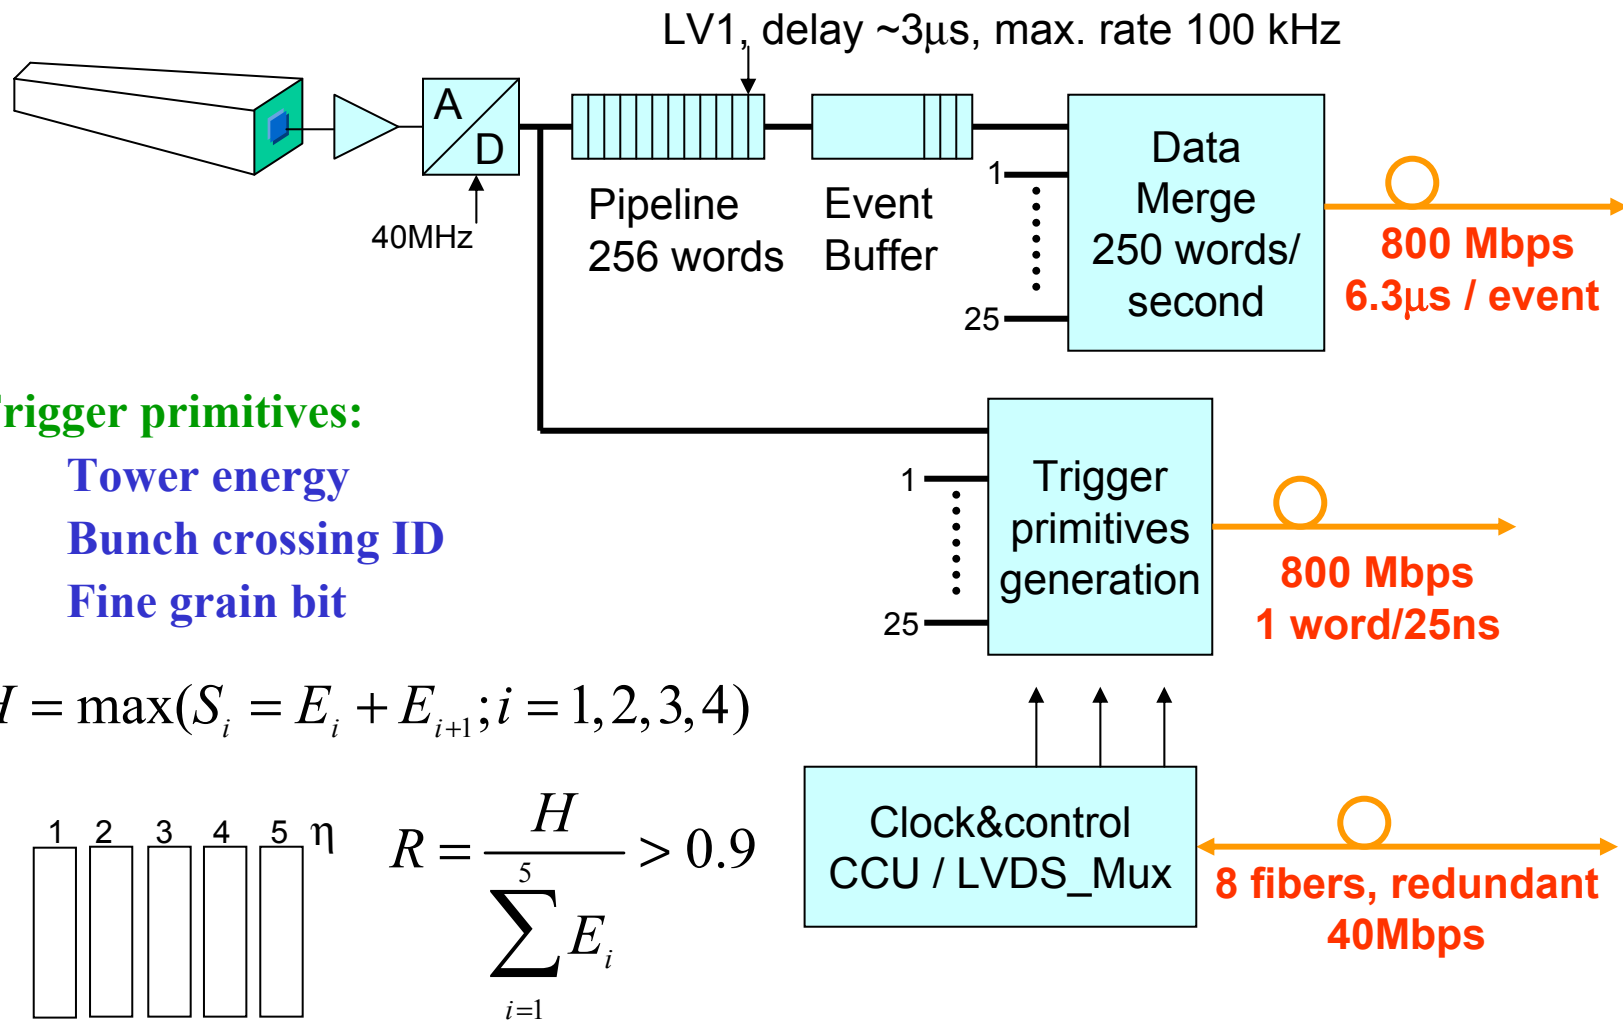 LV1, delay ~3μs, max. rate 100 kHz
A
D
40MHz
Pipeline
256 words
Event
Buffer
1
25
Data
Merge
250 words/
second
800 Mbps
6.3μs / event
rigger primitives:
Tower energy
Bunch crossing ID
Fine grain bit
1
25
Trigger
primitives
generation
800 Mbps
1 word/25ns
H = max(S_i = E_i + E_{i+1}; i = 1,2,3,4)
1 2 3 4 5 η
R = H / ∑_{i=1}^{5} E_i > 0.9
Clock&control
CCU / LVDS_Mux
8 fibers, redundant
40Mbps